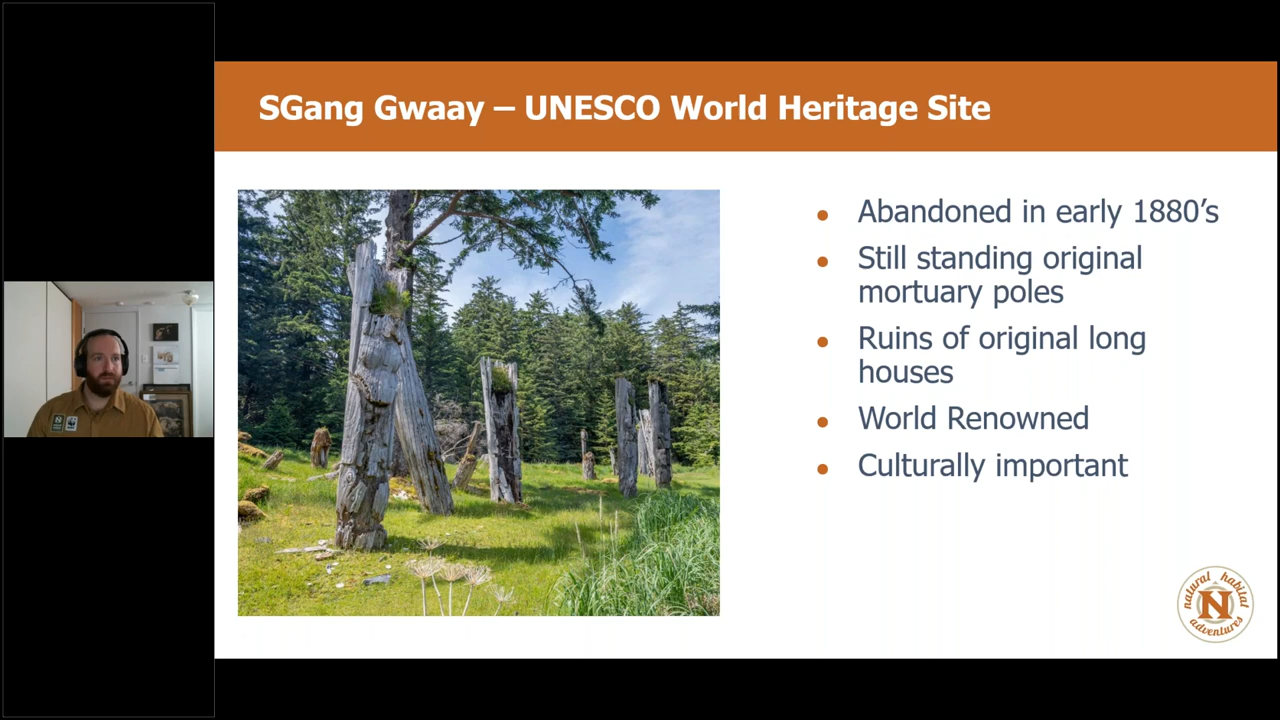 SGang Gwaay – UNESCO World Heritage Site
Abandoned in early 1880’s
Still standing original
mortuary poles
Ruins of original long
houses
World Renowned
Culturally important
natural habitat
N
adventures